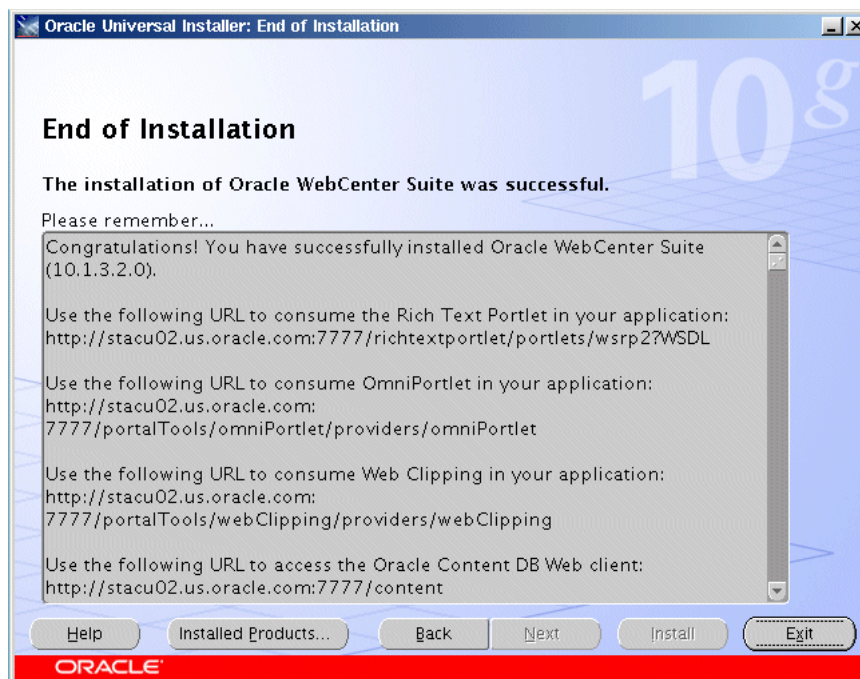 Oracle Universal Installer: End of Installation
10g
End of Installation
The installation of Oracle WebCenter Suite was successful.
Please remember...
Congratulations! You have successfully installed Oracle WebCenter Suite
(10.1.3.2.0).
Use the following URL to consume the Rich Text Portlet in your application:
http://stacu02.us.oracle.com:7777/richtextportlet/portlets/wsrp2?WSDL
Use the following URL to consume OmniPortlet in your application:
http://stacu02.us.oracle.com:
7777/portalTools/omniPortlet/providers/omniPortlet
Use the following URL to consume Web Clipping in your application:
http://stacu02.us.oracle.com:
7777/portalTools/webClipping/providers/webClipping
Use the following URL to access the Oracle Content DB Web client:
http://stacu02.us.oracle.com:7777/content
Help Installed Products... Back Next Install Exit
ORACLE